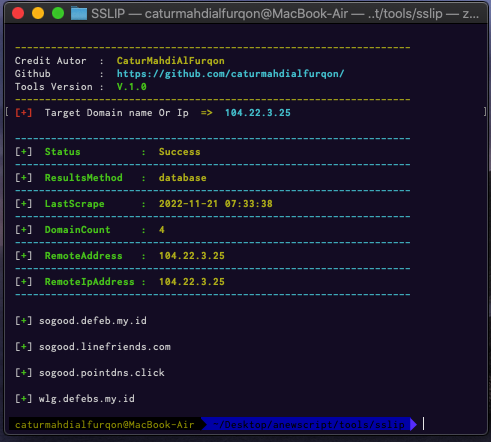 SSLIP — caturmahdialfurqon@MacBook-Air — ..t/tools/sslip — z...
------------------------------------------------------------------
Credit Autor : CaturMahDiAlFurqon
Github : https://github.com/caturmahdialfurqon/
Tools Version : V.1.0
------------------------------------------------------------------
[+] Target Domain name Or Ip => 104.22.3.25
------------------------------------------------------------------
[+] Status : Success
------------------------------------------------------------------
[+] ResultsMethod : database
------------------------------------------------------------------
[+] LastScrape : 2022-11-21 07:33:38
------------------------------------------------------------------
[+] DomainCount : 4
------------------------------------------------------------------
[+] RemoteAddress : 104.22.3.25
------------------------------------------------------------------
[+] RemoteIpAddress : 104.22.3.25
------------------------------------------------------------------
[+] sogood.defeb.my.id
[+] sogood.linefriends.com
[+] sogood.pointdns.click
[+] wlg.defebs.my.id
caturmahdialfurqon@MacBook-Air